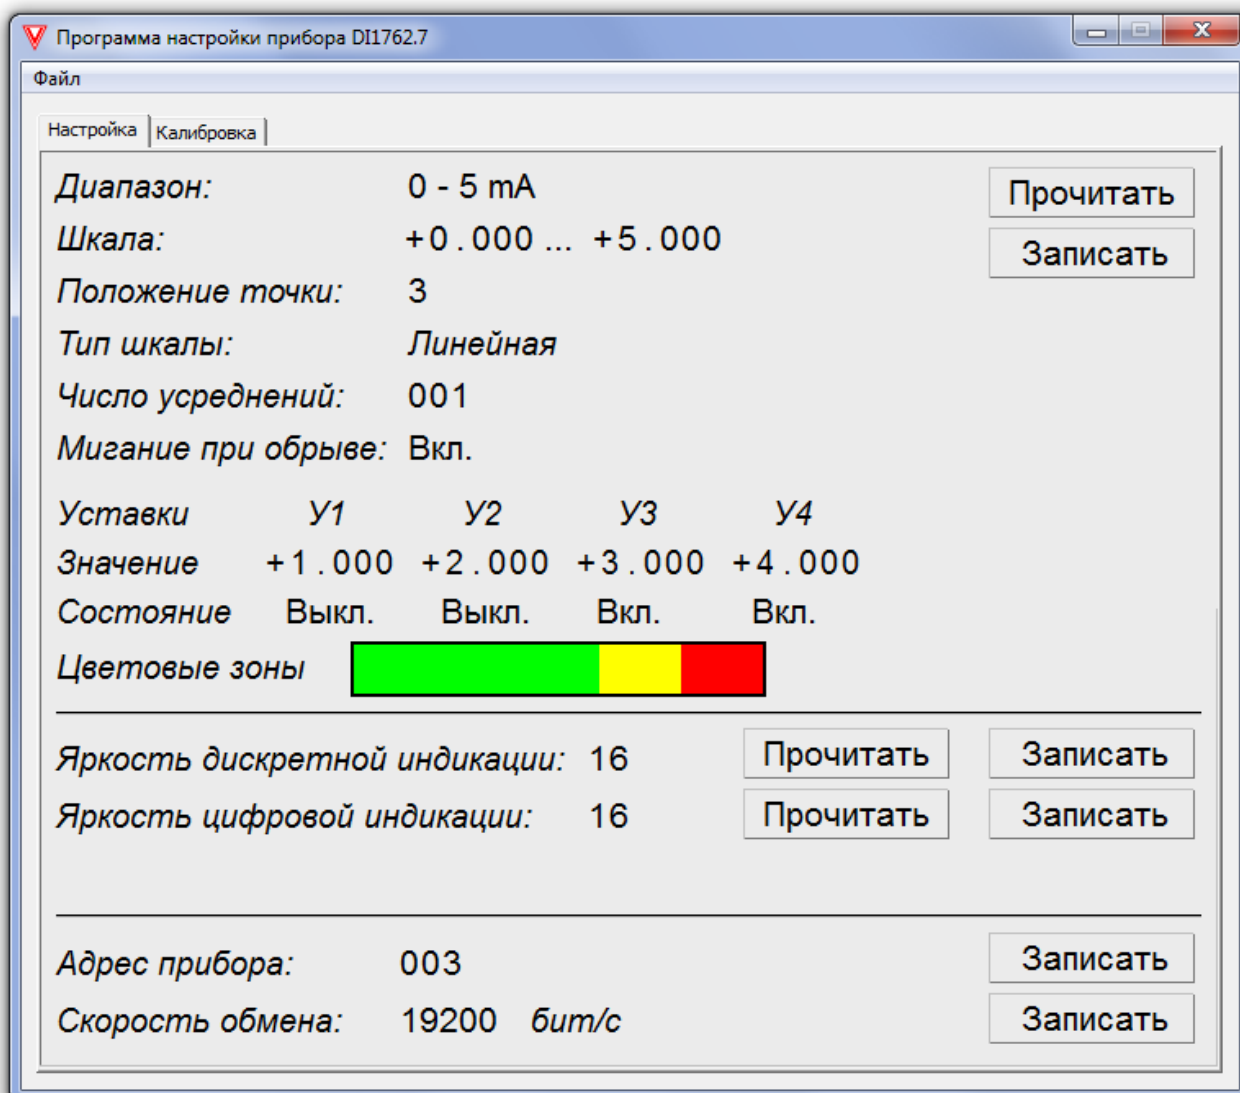 Программа настройки прибора DI1762.7
Файл
Настройка Калибровка
Диапазон: 0 - 5 mA Прочитать
Шкала: +0.000 ... +5.000 Записать
Положение точки: 3
Тип шкалы: Линейная
Число усреднений: 001
Мигание при обрыве: Вкл.
Уставки У1 У2 У3 У4
Значение +1.000 +2.000 +3.000 +4.000
Состояние Выкл. Выкл. Вкл. Вкл.
Цветовые зоны
Яркость дискретной индикации: 16 Прочитать Записать
Яркость цифровой индикации: 16 Прочитать Записать
Адрес прибора: 003 Записать
Скорость обмена: 19200 бит/с Записать